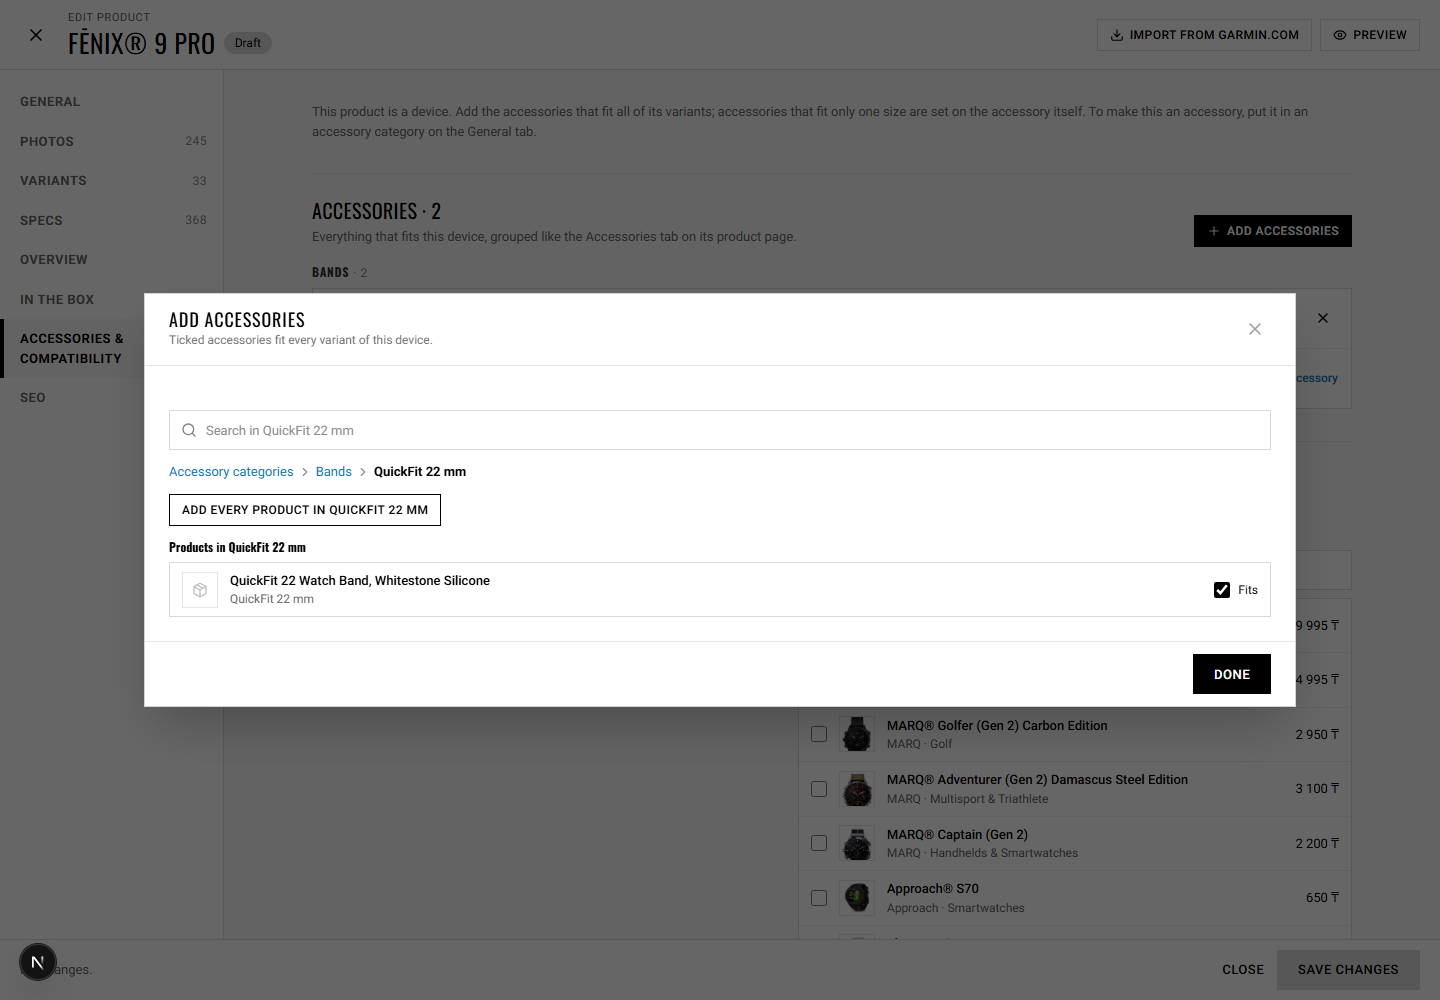 EDIT PRODUCT
FĒNIX® 9 PRO
Draft
IMPORT FROM GARMIN.COM
PREVIEW
GENERAL
PHOTOS 245
VARIANTS 33
SPECS 368
OVERVIEW
IN THE BOX
ACCESSORIES &
COMPATIBILITY
SEO
This product is a device. Add the accessories that fit all of its variants; accessories that fit only one size are set on the accessory itself. To make this an accessory, put it in an
accessory category on the General tab.
ACCESSORIES · 2
Everything that fits this device, grouped like the Accessories tab on its product page.
+ ADD ACCESSORIES
BANDS · 2
cessory
ADD ACCESSORIES
Ticked accessories fit every variant of this device.
Search in QuickFit 22 mm
Accessory categories > Bands > QuickFit 22 mm
ADD EVERY PRODUCT IN QUICKFIT 22 MM
Products in QuickFit 22 mm
QuickFit 22 Watch Band, Whitestone Silicone
QuickFit 22 mm
Fits
DONE
9 995 ₸
4 995 ₸
MARQ® Golfer (Gen 2) Carbon Edition
MARQ · Golf
2 950 ₸
MARQ® Adventurer (Gen 2) Damascus Steel Edition
MARQ · Multisport & Triathlete
3 100 ₸
MARQ® Captain (Gen 2)
MARQ · Handhelds & Smartwatches
2 200 ₸
Approach® S70
Approach · Smartwatches
650 ₸
N
anges.
CLOSE
SAVE CHANGES